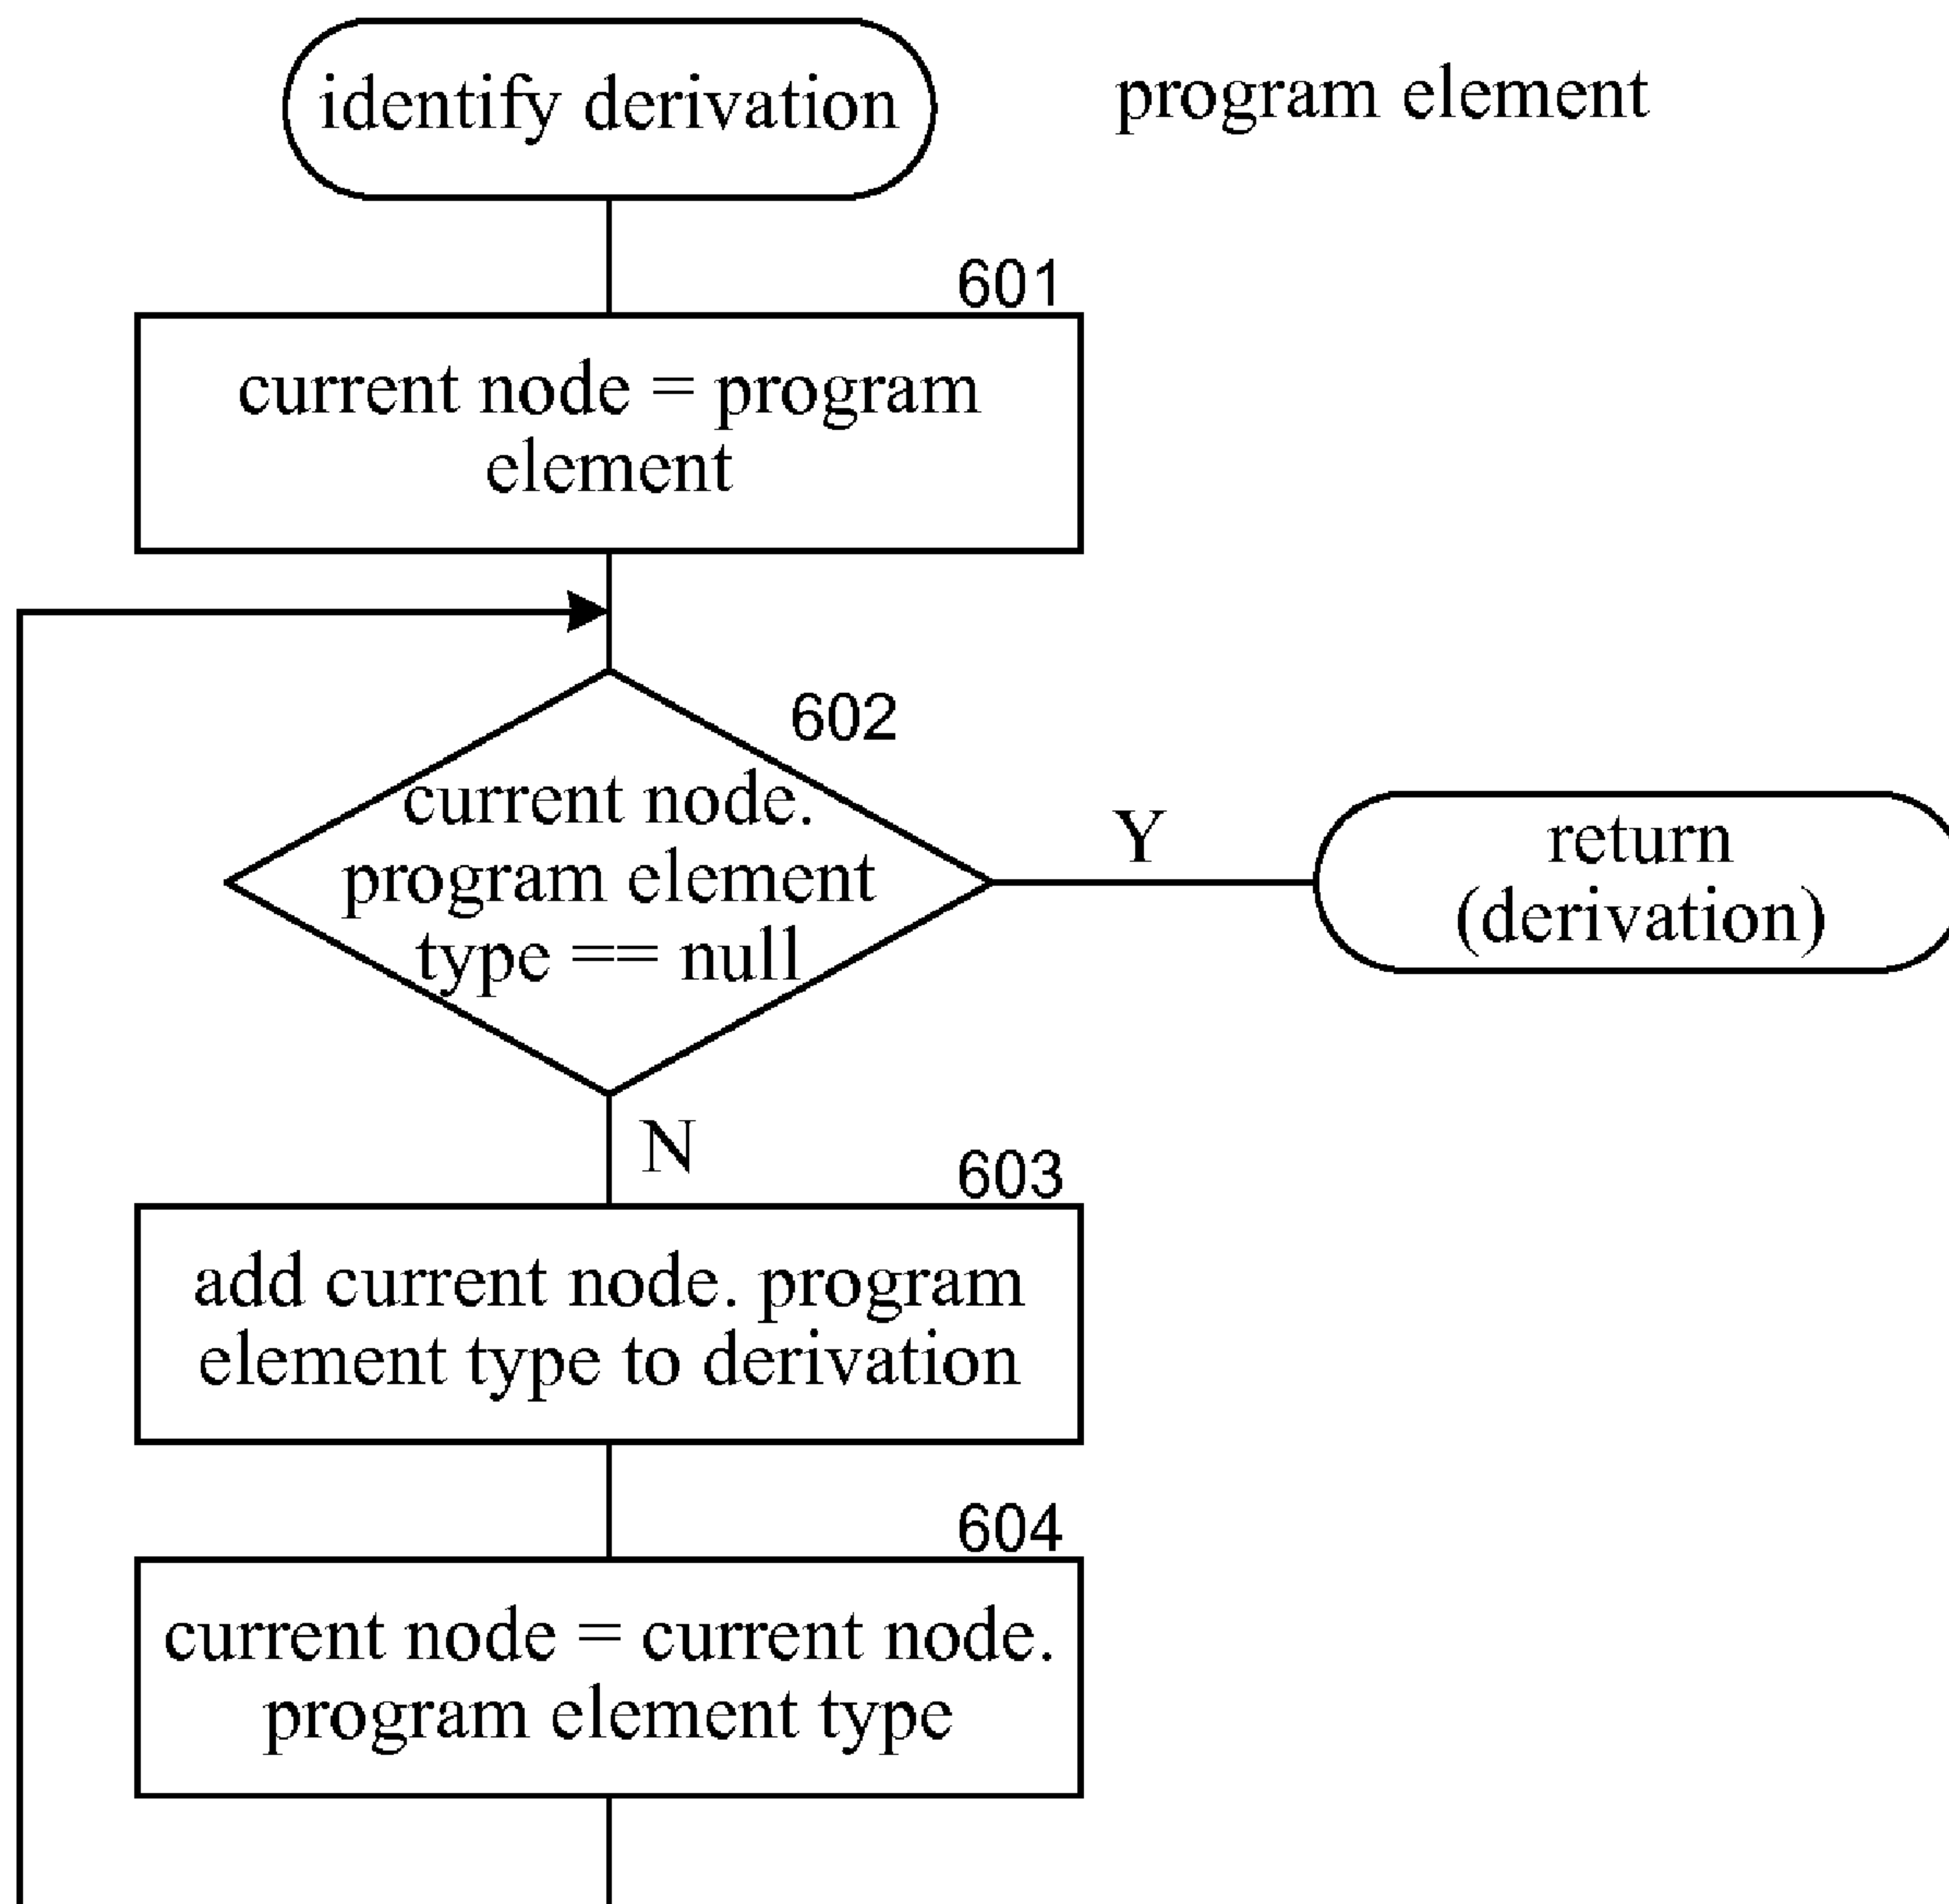 identify derivation
program element
601
current node = program
element
602
current node.
program element
type == null
Y
return
(derivation)
N
603
add current node. program
element type to derivation
604
current node = current node.
program element type